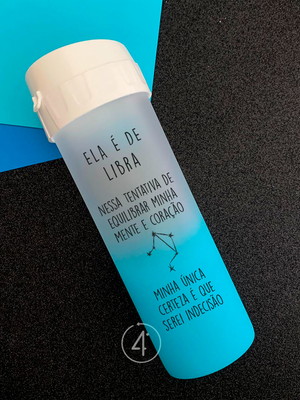 ELA É DE
LIBRA
NESSA TENTATIVA DE
EQUILIBRAR MINHA
MENTE E CORAÇÃO
MINHA ÚNICA
CERTEZA É QUE
SEREI INDECISÃO
4